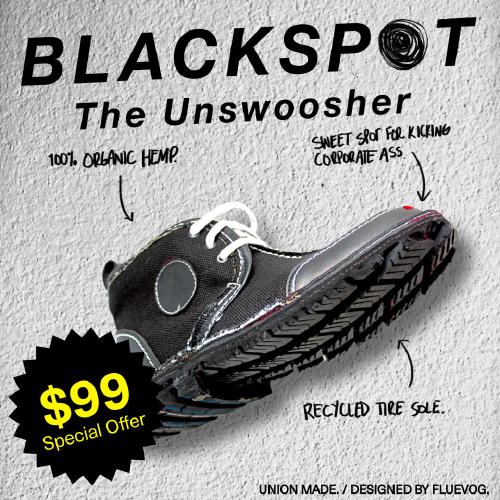 BLACKSPOT
The Unswoosher
100% ORGANIC HEMP.
SWEET SPOT FOR KICKING
CORPORATE ASS
RECYCLED TIRE SOLE.
$99
Special Offer
UNION MADE. / DESIGNED BY FLUEVOG.